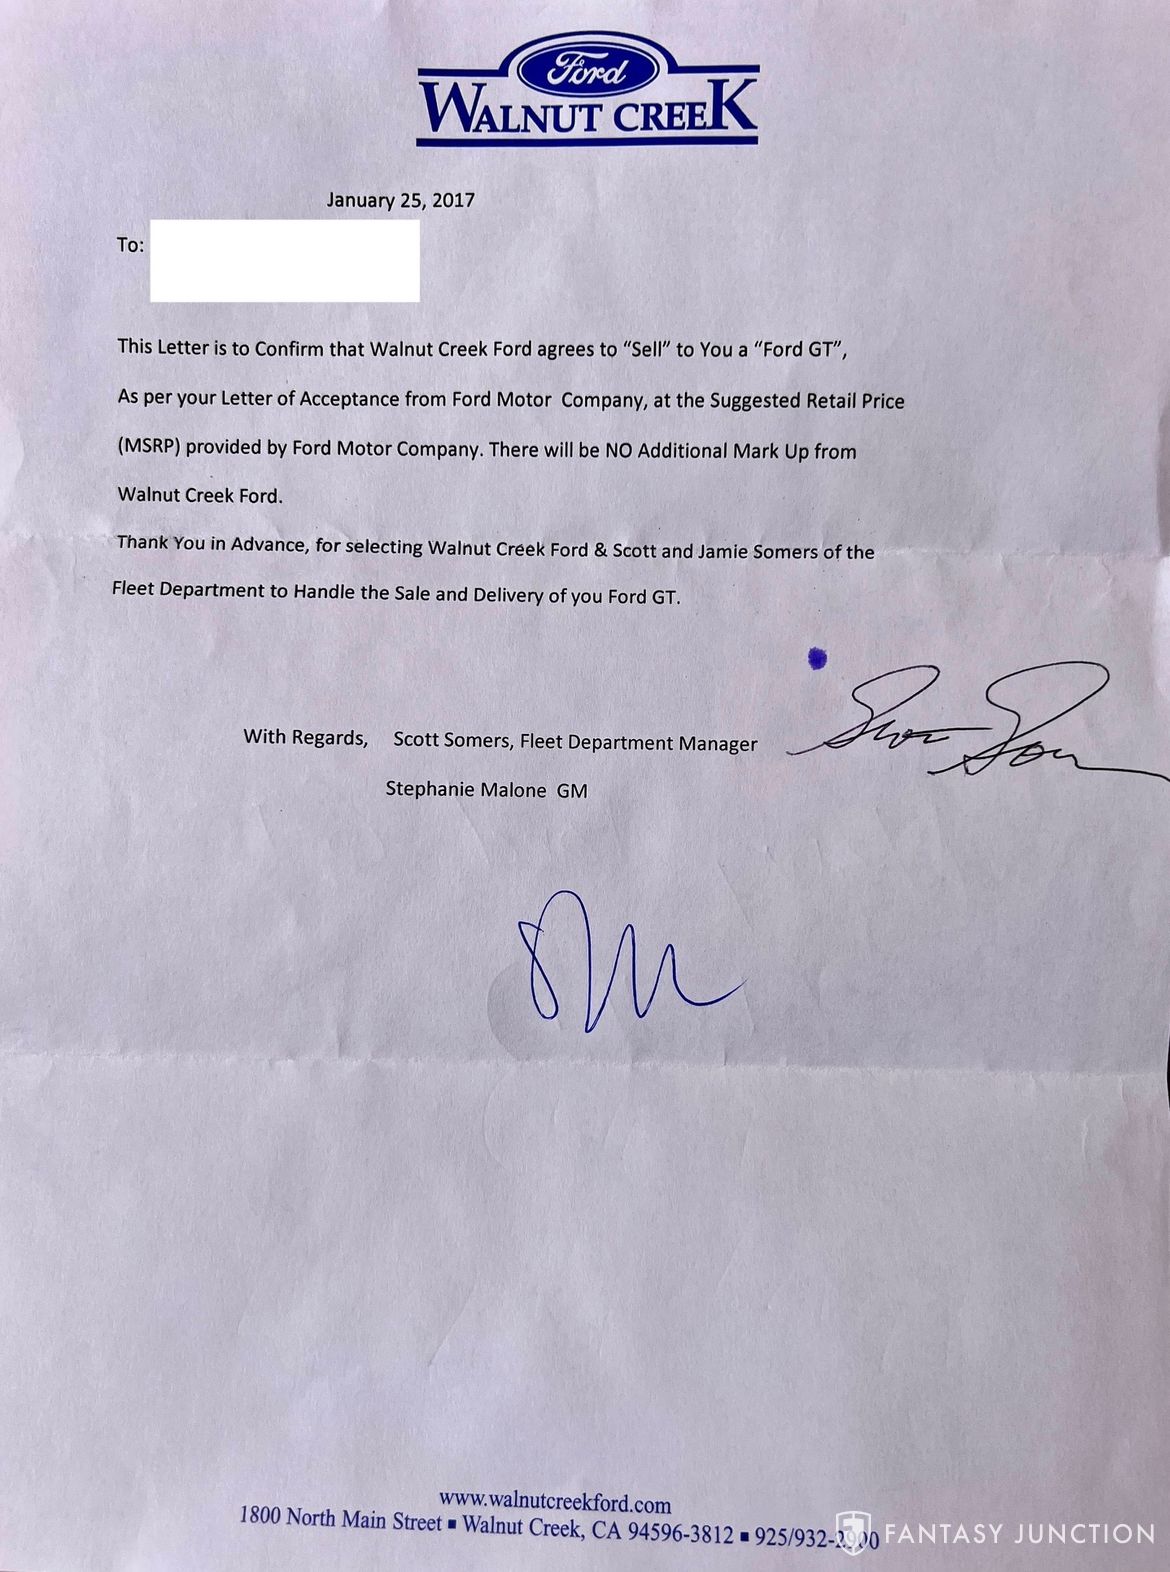 Ford
WALNUT CREEK
January 25, 2017
To:
This Letter is to Confirm that Walnut Creek Ford agrees to “Sell” to You a “Ford GT”,
As per your Letter of Acceptance from Ford Motor Company, at the Suggested Retail Price
(MSRP) provided by Ford Motor Company. There will be NO Additional Mark Up from
Walnut Creek Ford.
Thank You in Advance, for selecting Walnut Creek Ford & Scott and Jamie Somers of the
Fleet Department to Handle the Sale and Delivery of you Ford GT.
With Regards, Scott Somers, Fleet Department Manager
Stephanie Malone GM
www.walnutcreekford.com
1800 North Main Street ▪ Walnut Creek, CA 94596-3812 ▪ 925/932-2900
FANTASY JUNCTION